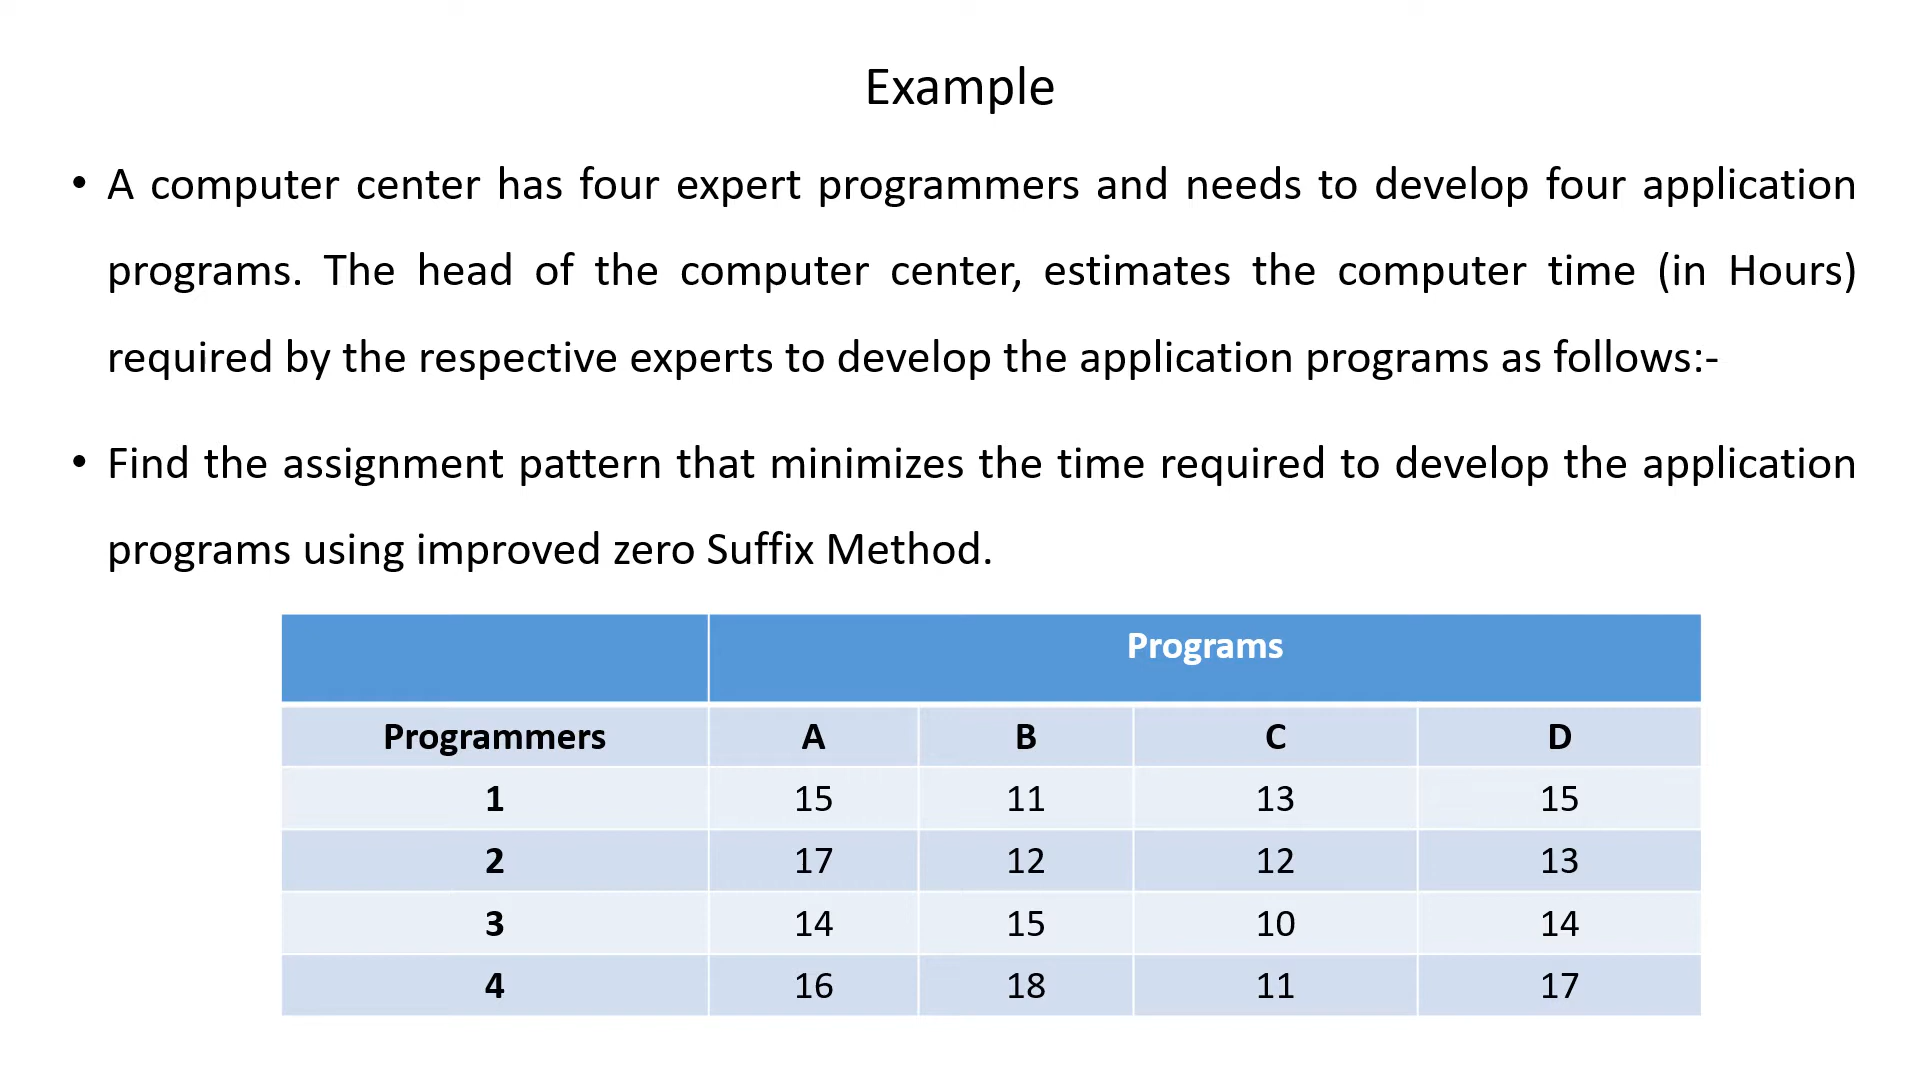 Example
• A computer center has four expert programmers and needs to develop four application
programs. The head of the computer center, estimates the computer time (in Hours)
required by the respective experts to develop the application programs as follows:-
• Find the assignment pattern that minimizes the time required to develop the application
programs using improved zero Suffix Method.
Programs
Programmers A B C D
1 15 11 13 15
2 17 12 12 13
3 14 15 10 14
4 16 18 11 17